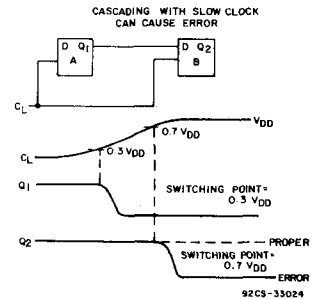 CASCADING WITH SLOW CLOCK
CAN CAUSE ERROR
D Q1
A
D Q2
B
CL
VDD
0.7 VDD
CL
0.3 VDD
Q1
SWITCHING POINT=
0.3 VDD
Q2
PROPER
SWITCHING POINT=
0.7 VDD
ERROR
92CS-33024